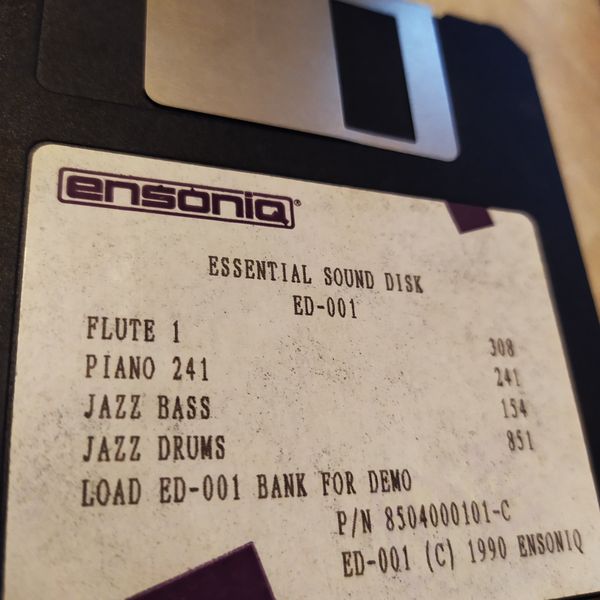 ensoniq®
ESSENTIAL SOUND DISK
ED-001
FLUTE 1 308
PIANO 241 241
JAZZ BASS 154
JAZZ DRUMS 851
LOAD ED-001 BANK FOR DEMO
P/N 8504000101-C
ED-001 (C) 1990 ENSONIQ